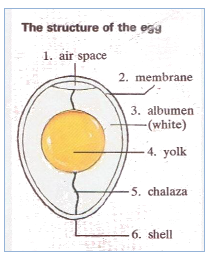 The structure of the egg
1. air space
2. membrane
3. albumen
(white)
4. yolk
5. chalaza
6. shell